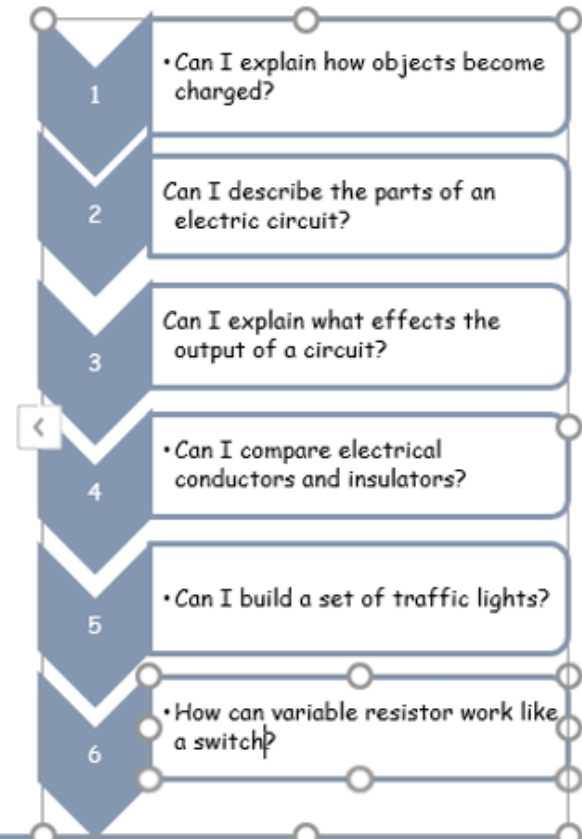 1
• Can I explain how objects become
charged?
2
Can I describe the parts of an
electric circuit?
3
Can I explain what effects the
output of a circuit?
4
• Can I compare electrical
conductors and insulators?
5
• Can I build a set of traffic lights?
6
• How can variable resistor work like
a switch?